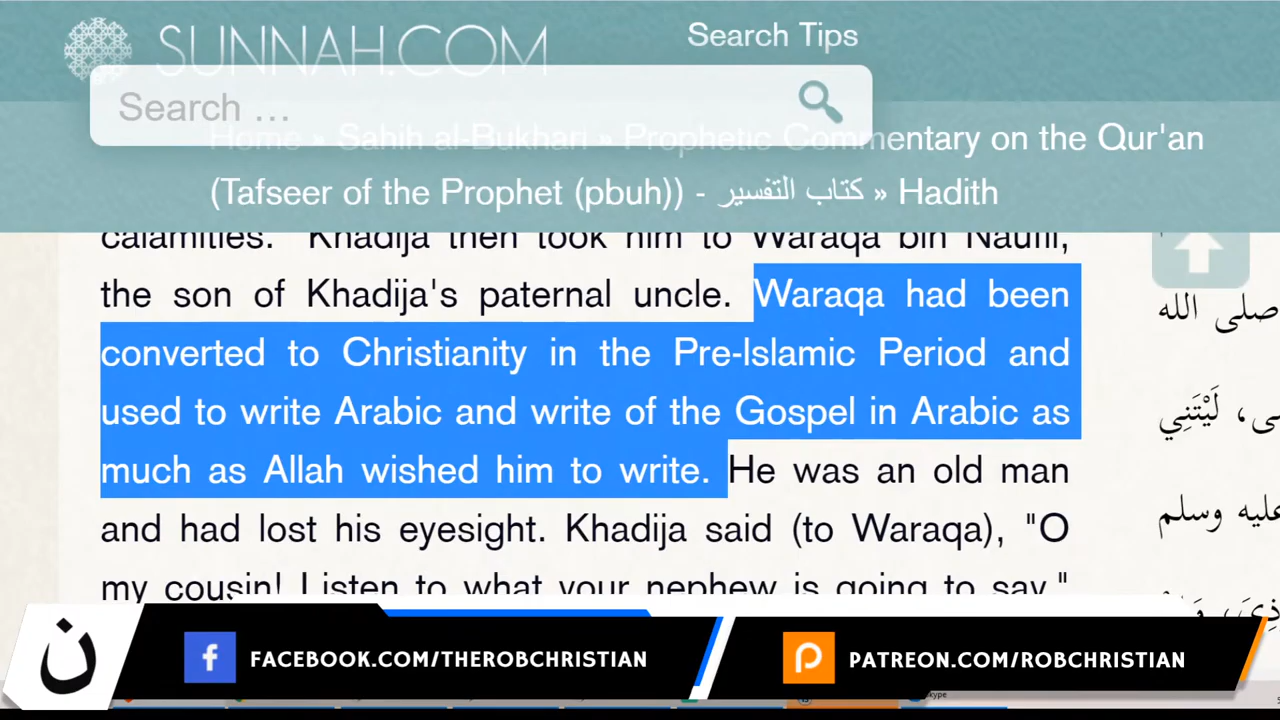 SUNNAH.COM
Search Tips
Search ...
Home » Sahih al-Bukhari » Prophetic Commentary on the Qur'an
(Tafseer of the Prophet (pbuh)) - كتاب التفسير » Hadith
calamities. Khadija then took him to Waraqa bin Naufil,
the son of Khadija's paternal uncle. Waraqa had been
converted to Christianity in the Pre-Islamic Period and
used to write Arabic and write of the Gospel in Arabic as
much as Allah wished him to write. He was an old man
and had lost his eyesight. Khadija said (to Waraqa), "O
my cousin! Listen to what your nephew is going to say."
صلى الله
لَيْتَنِي
عليه وسلم
ن
FACEBOOK.COM/THEROBCHRISTIAN
PATREON.COM/ROBCHRISTIAN